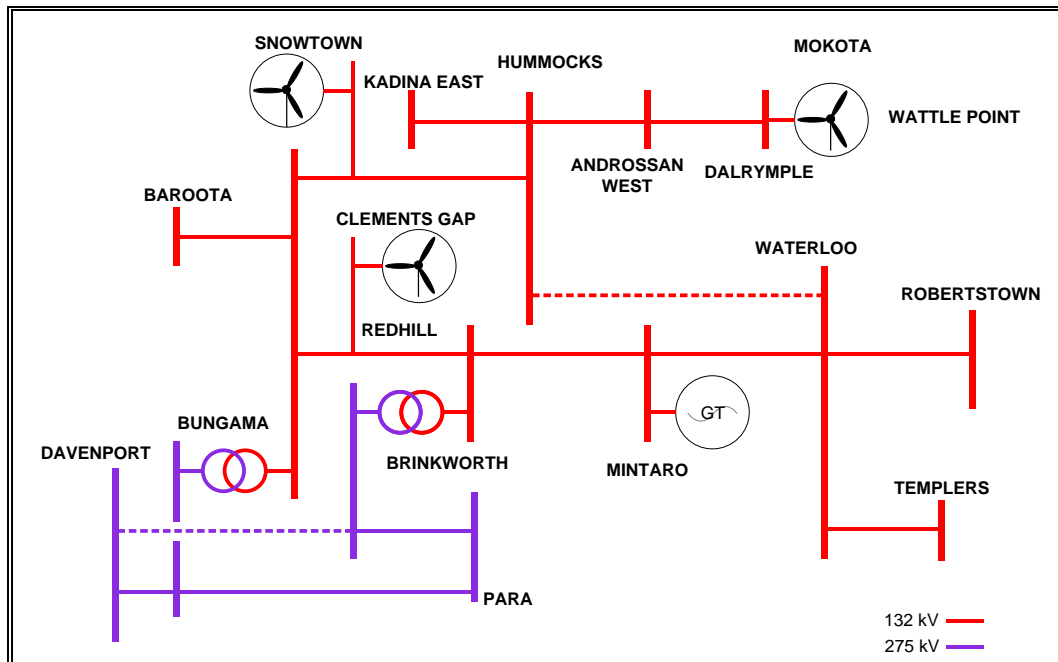 SNOWTOWN
MOKOTA
HUMMOCKS
KADINA EAST
WATTLE POINT
ANDROSSAN
WEST
DALRYMPLE
BAROOTA
CLEMENTS GAP
WATERLOO
ROBERTSTOWN
REDHILL
GT
BUNGAMA
DAVENPORT
BRINKWORTH
MINTARO
TEMPLERS
PARA
132 kV
275 kV